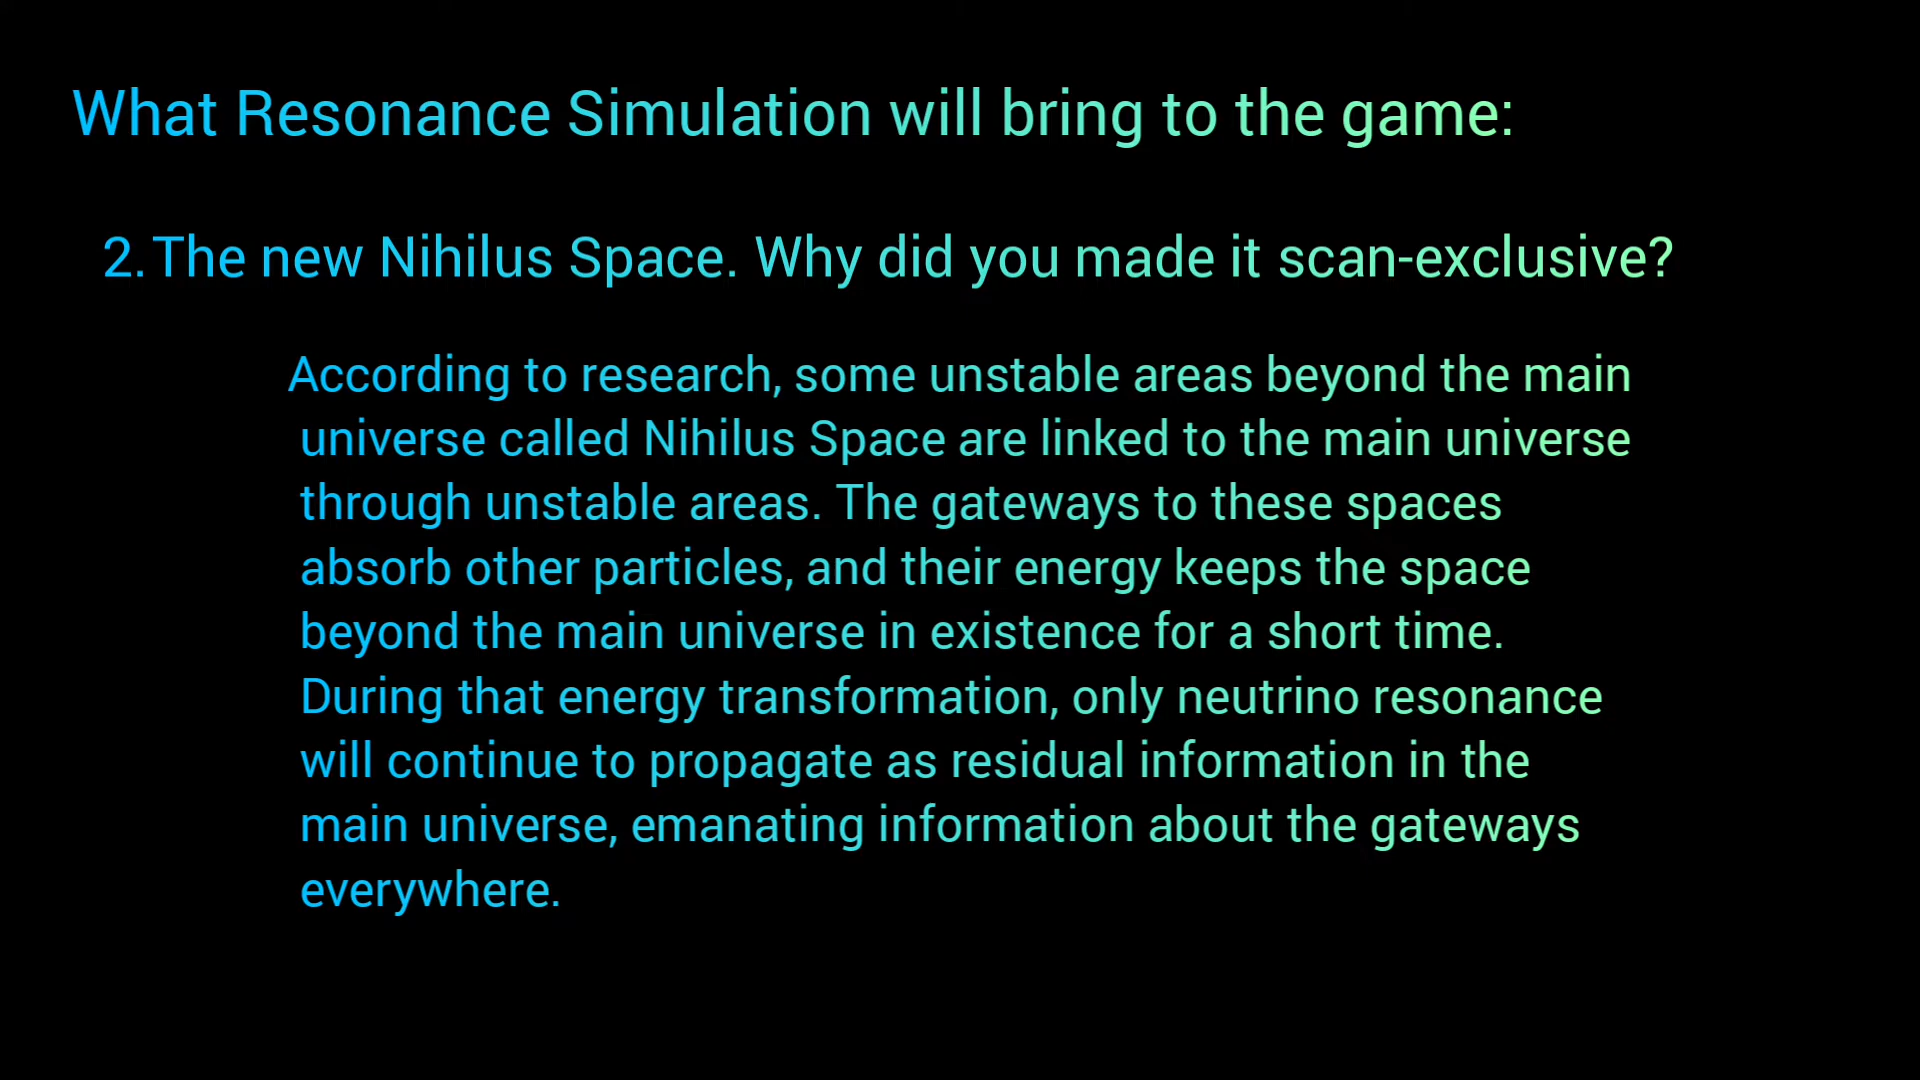 What Resonance Simulation will bring to the game:
2. The new Nihilus Space. Why did you made it scan-exclusive?
According to research, some unstable areas beyond the main
universe called Nihilus Space are linked to the main universe
through unstable areas. The gateways to these spaces
absorb other particles, and their energy keeps the space
beyond the main universe in existence for a short time.
During that energy transformation, only neutrino resonance
will continue to propagate as residual information in the
main universe, emanating information about the gateways
everywhere.